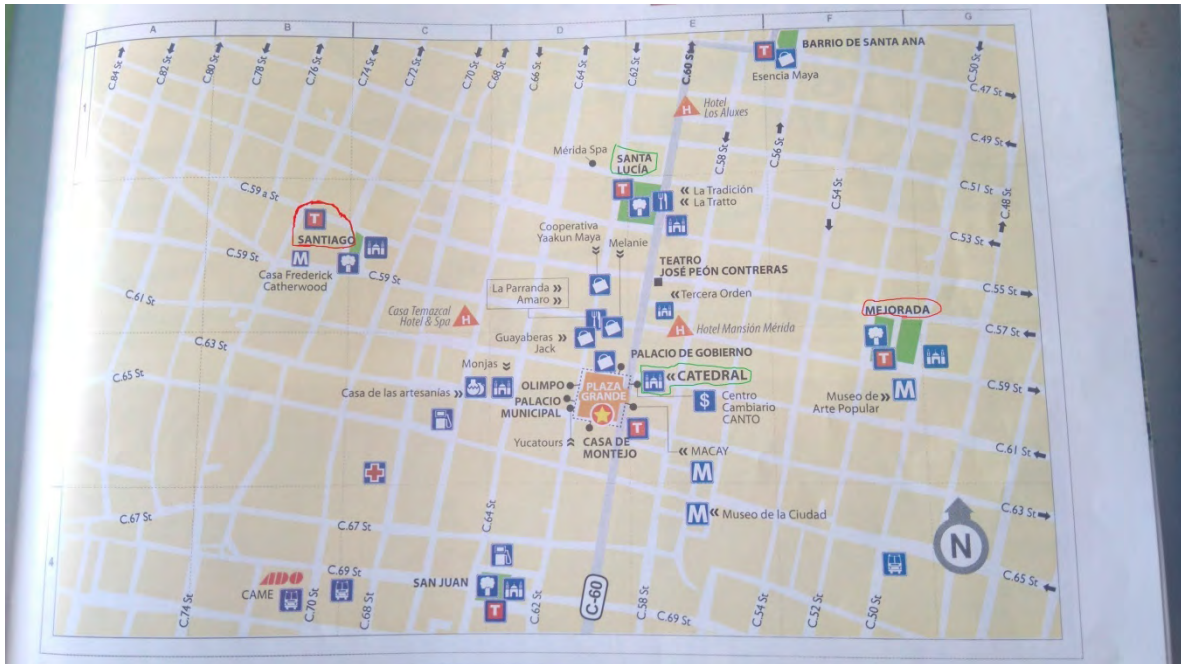 A
B
C
D
E
F
G
C.84 St
C.82 St
C.80 St
C.78 St
C.76 St
C.74 St
C.72 St
C.70 St
C.68 St
C.66 St
C.64 St
C.62 St
C.60 St
C.50 St
T
BARRIO DE SANTA ANA
Esencia Maya
C.47 St
1
H
Hotel
Los Aluxes
C.58 St
C.56 St
C.49 St
Mérida Spa
SANTA
LUCÍA
T
« La Tradición
« La Tratto
C.54 St
C.51 St
C.48 St
C.59 a St
T
SANTIAGO
M
Casa Frederick
Catherwood
C.59 St
C.59 St
Cooperativa
Yaakun Maya
Melanie
C.53 St
TEATRO
JOSÉ PEÓN CONTRERAS
La Parranda »
Amaro »
« Tercera Orden
C.55 St
C.61 St
Casa Temazcal
Hotel & Spa
H
H
Hotel Mansión Mérida
MEJORADA
T
C.57 St
C.63 St
Guayaberas »
Jack
PALACIO DE GOBIERNO
Monjas
« CATEDRAL
C.65 St
Casa de las artesanías »
OLIMPO
PALACIO
MUNICIPAL
PLAZA
GRANDE
$
Centro
Cambiario
CANTO
Museo de »
Arte Popular
M
C.59 St
Yucatours
CASA DE
MONTEJO
T
« MACAY
M
C.61 St
C.67 St
C.67 St
C.64 St
M
« Museo de la Ciudad
C.63 St
N
4
ADO
CAME
C.69 St
SAN JUAN
T
C.65 St
C.74 St
C.70 St
C.68 St
C.62 St
C-60
C.58 St
C.69 St
C.54 St
C.52 St
C.50 St